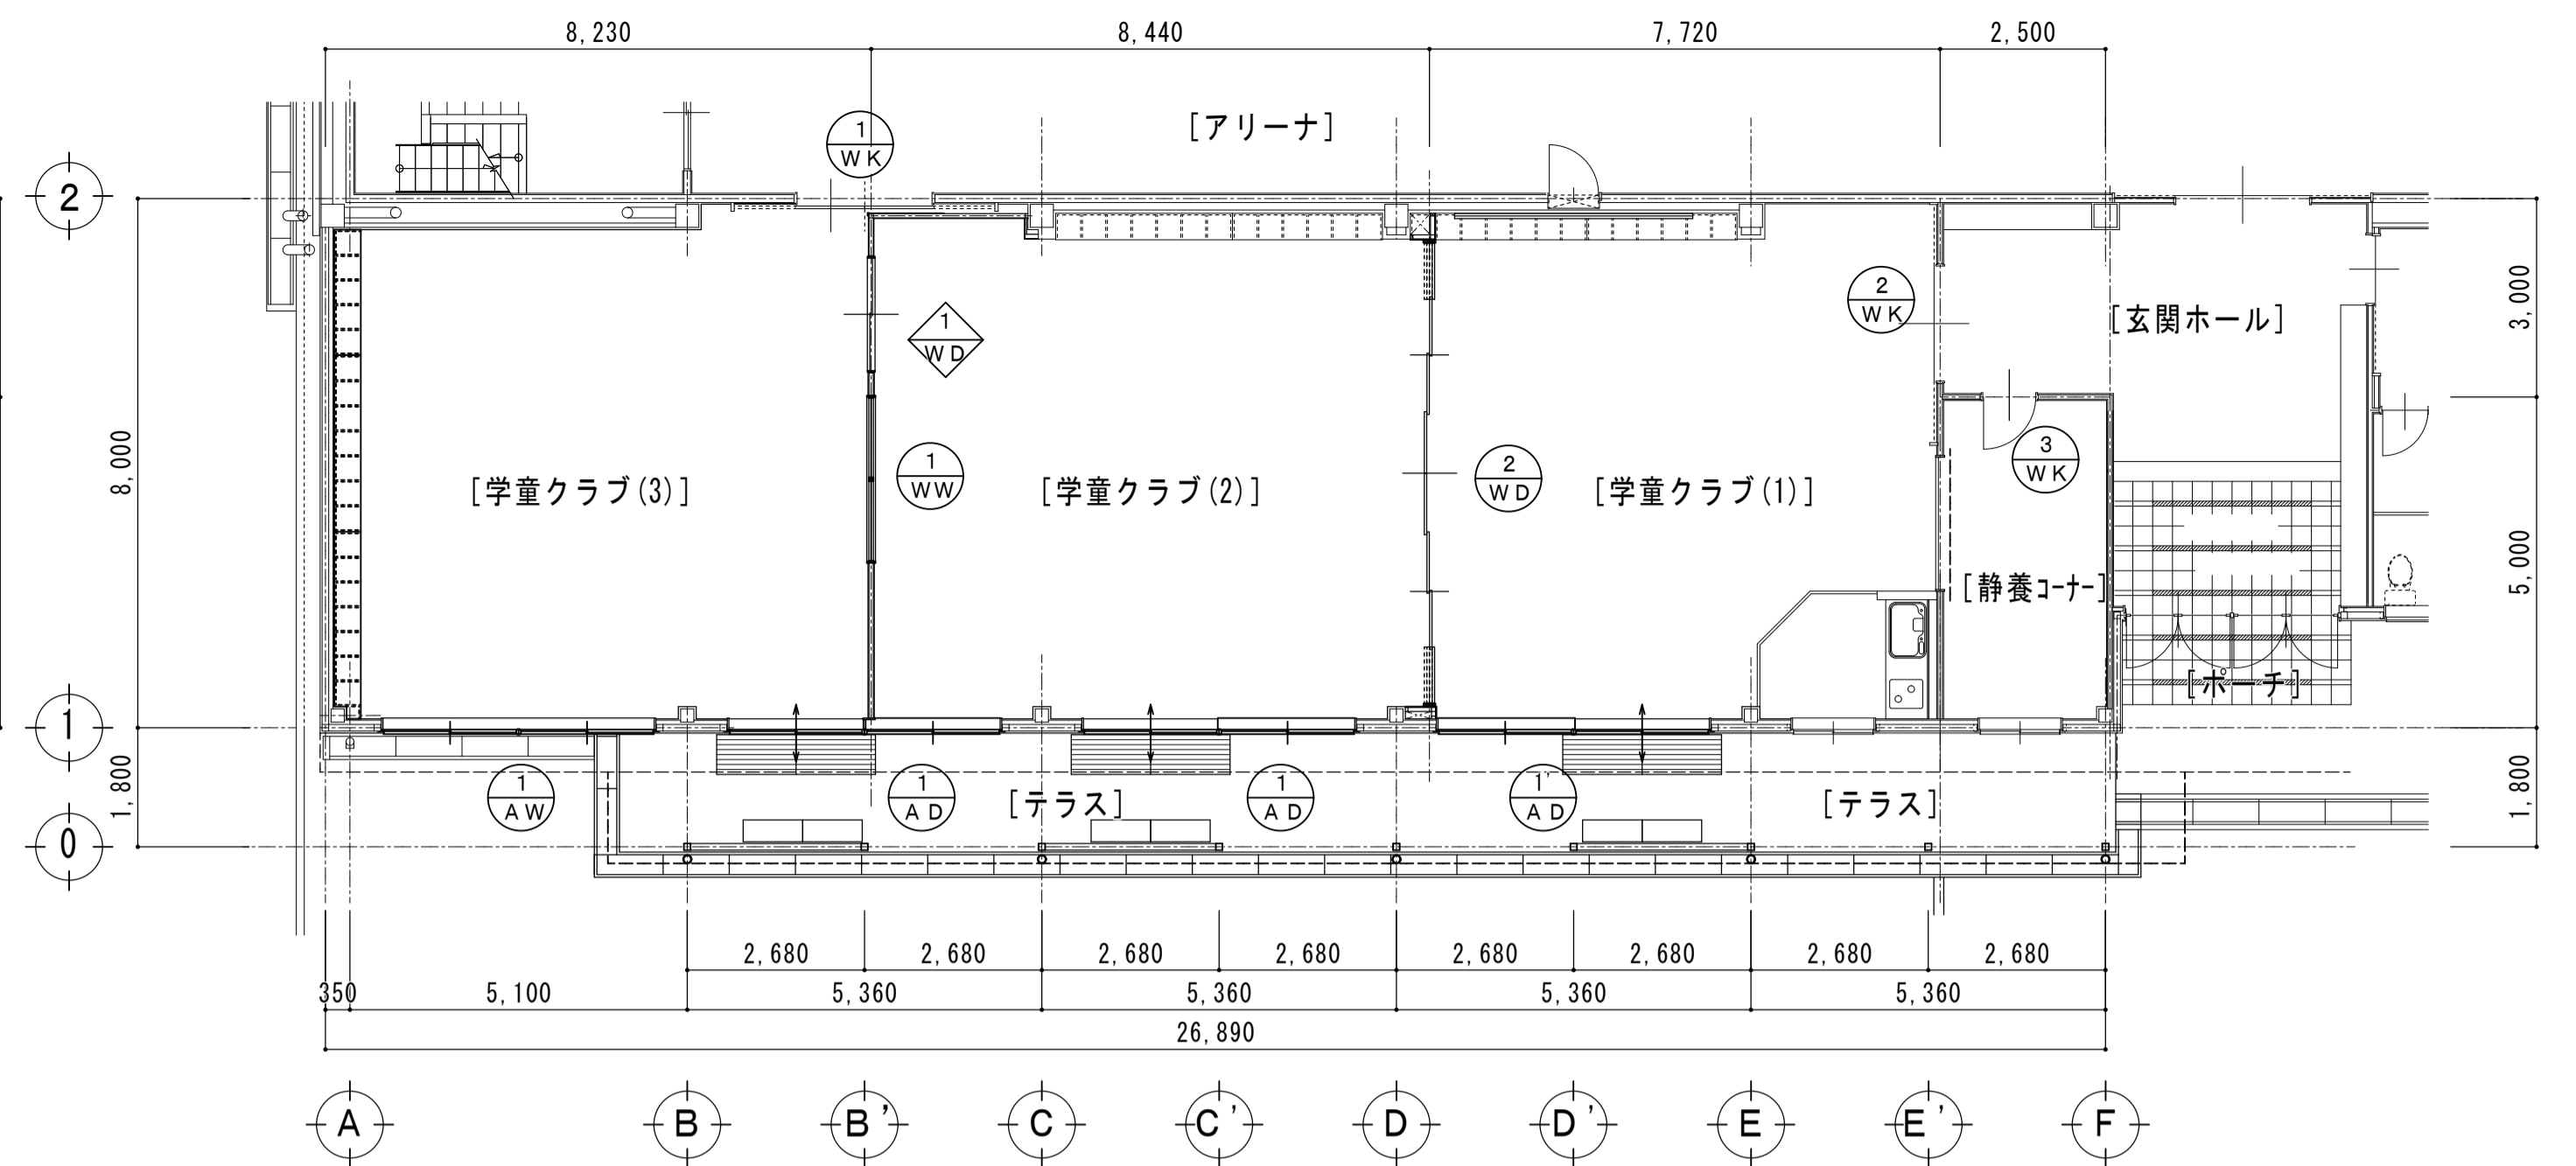 8,230
8,440
7,720
2,500
[アリーナ]
1
WK
2
8,000
3,000
2
WK
[玄関ホール]
1
WD
3
WK
1
WW
2
WD
[学童クラブ(3)]
[学童クラブ(2)]
[学童クラブ(1)]
5,000
[静養コーナー]
[ポーチ]
1
1,800
1,800
1
AW
1
AD
[テラス]
1
AD
1'
AD
[テラス]
0
2,680
2,680
2,680
2,680
2,680
2,680
2,680
2,680
350
5,100
5,360
5,360
5,360
5,360
26,890
A
B
B'
C
C'
D
D'
E
E'
F